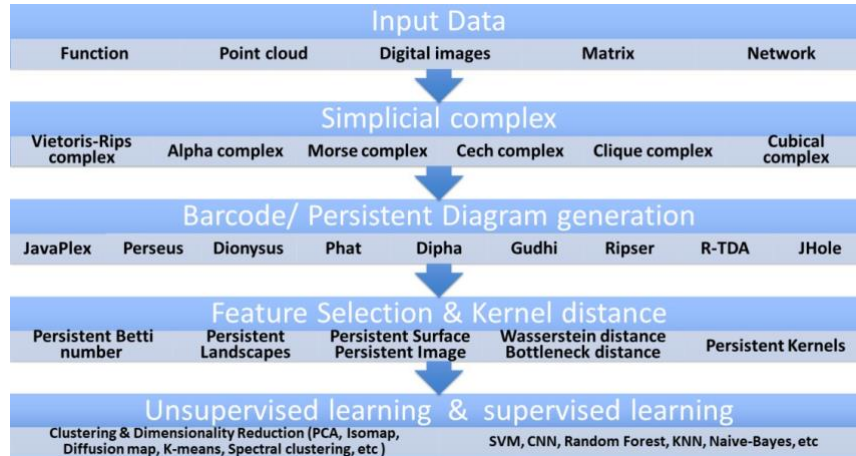 Input Data
Function Point cloud Digital images Matrix Network
Simplicial complex
Vietoris-Rips complex Alpha complex Morse complex Cech complex Clique complex Cubical complex
Barcode/ Persistent Diagram generation
JavaPlex Perseus Dionysus Phat Dipha Gudhi Ripser R-TDA JHole
Feature Selection & Kernel distance
Persistent Betti number
Persistent Landscapes
Persistent Surface
Persistent Image
Wasserstein distance
Bottleneck distance
Persistent Kernels
Unsupervised learning & supervised learning
Clustering & Dimensionality Reduction (PCA, Isomap,
Diffusion map, K-means, Spectral clustering, etc )
SVM, CNN, Random Forest, KNN, Naive-Bayes, etc